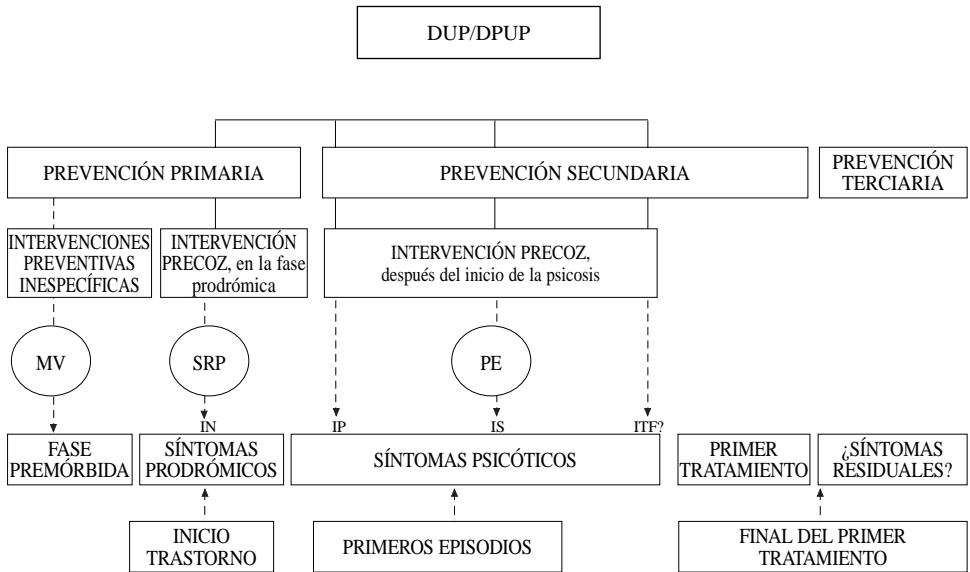 DUP/DPUP
PREVENCIÓN PRIMARIA
PREVENCIÓN SECUNDARIA
PREVENCIÓN
TERCIARIA
INTERVENCIONES
PREVENTIVAS
INESPECÍFICAS
INTERVENCIÓN
PRECOZ, en la fase
prodrómica
INTERVENCIÓN PRECOZ,
después del inicio de la psicosis
MV
SRP
PE
IN
IP
IS
ITF?
FASE
PREMÓRBIDA
SÍNTOMAS
PRODRÓMICOS
SÍNTOMAS PSICÓTICOS
PRIMER
TRATAMIENTO
¿SÍNTOMAS
RESIDUALES?
INICIO
TRASTORNO
PRIMEROS EPISODIOS
FINAL DEL PRIMER
TRATAMIENTO